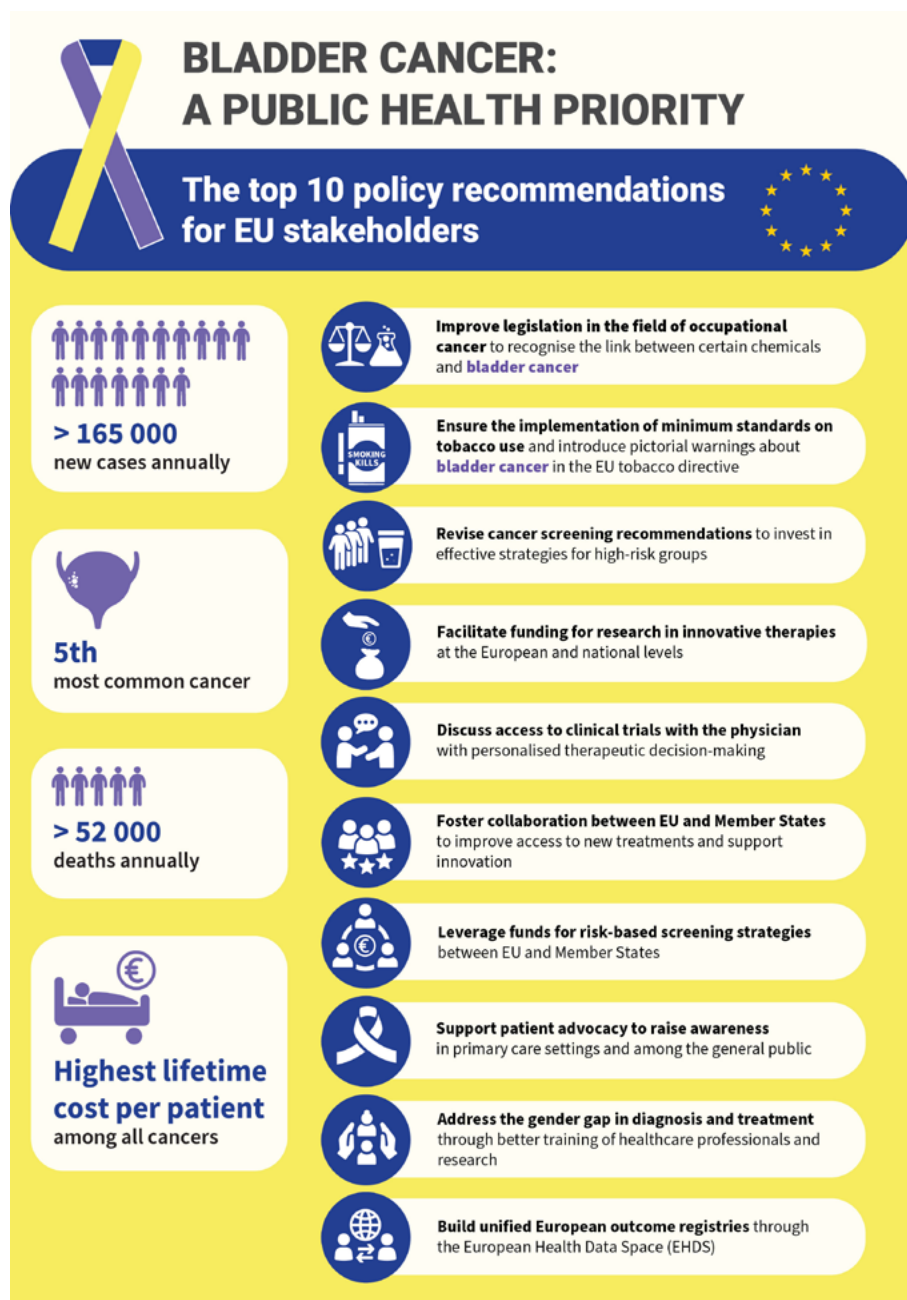 BLADDER CANCER:
A PUBLIC HEALTH PRIORITY
The top 10 policy recommendations
for EU stakeholders
> 165 000
new cases annually
5th
most common cancer
> 52 000
deaths annually
€
Highest lifetime
cost per patient
among all cancers
Improve legislation in the field of occupational
cancer to recognise the link between certain chemicals
and bladder cancer
SMOKING
KILLS
Ensure the implementation of minimum standards on
tobacco use and introduce pictorial warnings about
bladder cancer in the EU tobacco directive
Revise cancer screening recommendations to invest in
effective strategies for high-risk groups
€
Facilitate funding for research in innovative therapies
at the European and national levels
Discuss access to clinical trials with the physician
with personalised therapeutic decision-making
Foster collaboration between EU and Member States
to improve access to new treatments and support
innovation
€
Leverage funds for risk-based screening strategies
between EU and Member States
Support patient advocacy to raise awareness
in primary care settings and among the general public
Address the gender gap in diagnosis and treatment
through better training of healthcare professionals and
research
Build unified European outcome registries through
the European Health Data Space (EHDS)